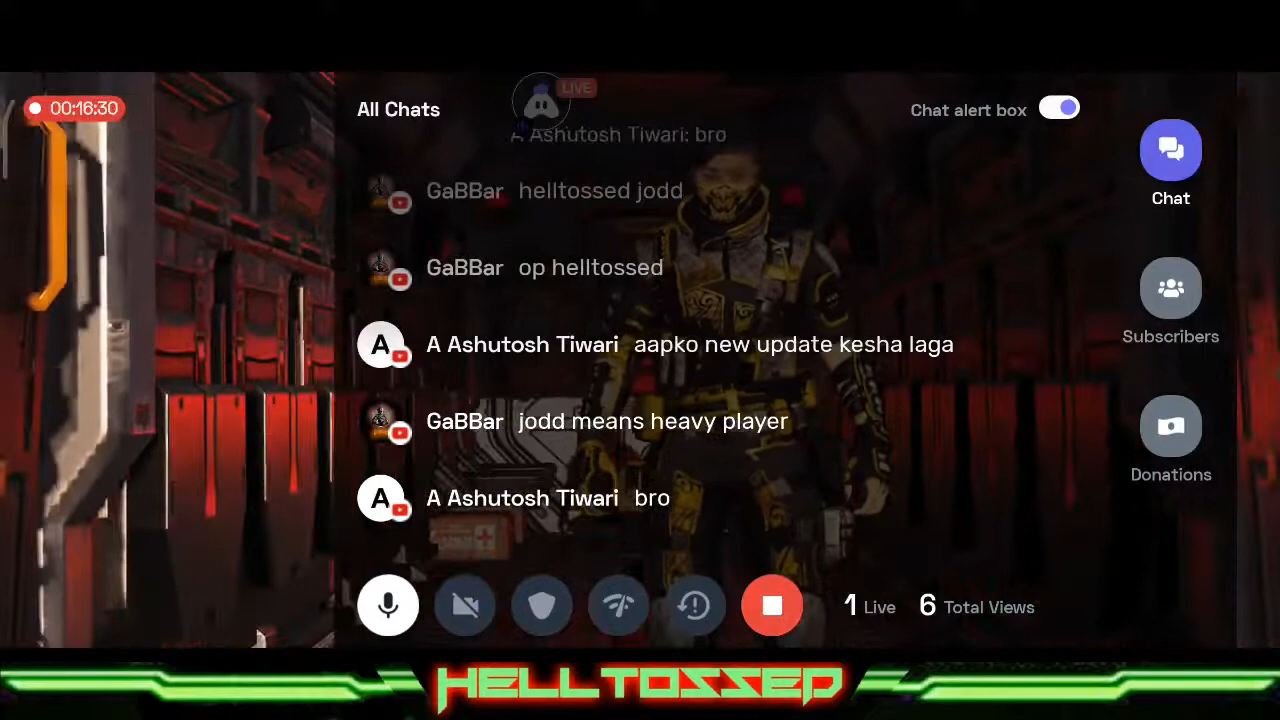 00:16:30
All Chats
LIVE
Chat alert box
A Ashutosh Tiwari: bro
GaBBar helltossed jodd
Chat
GaBBar op helltossed
Subscribers
A A Ashutosh Tiwari aapko new update kesha laga
GaBBar jodd means heavy player
Donations
A A Ashutosh Tiwari bro
1 Live 6 Total Views
HELLTOSSED